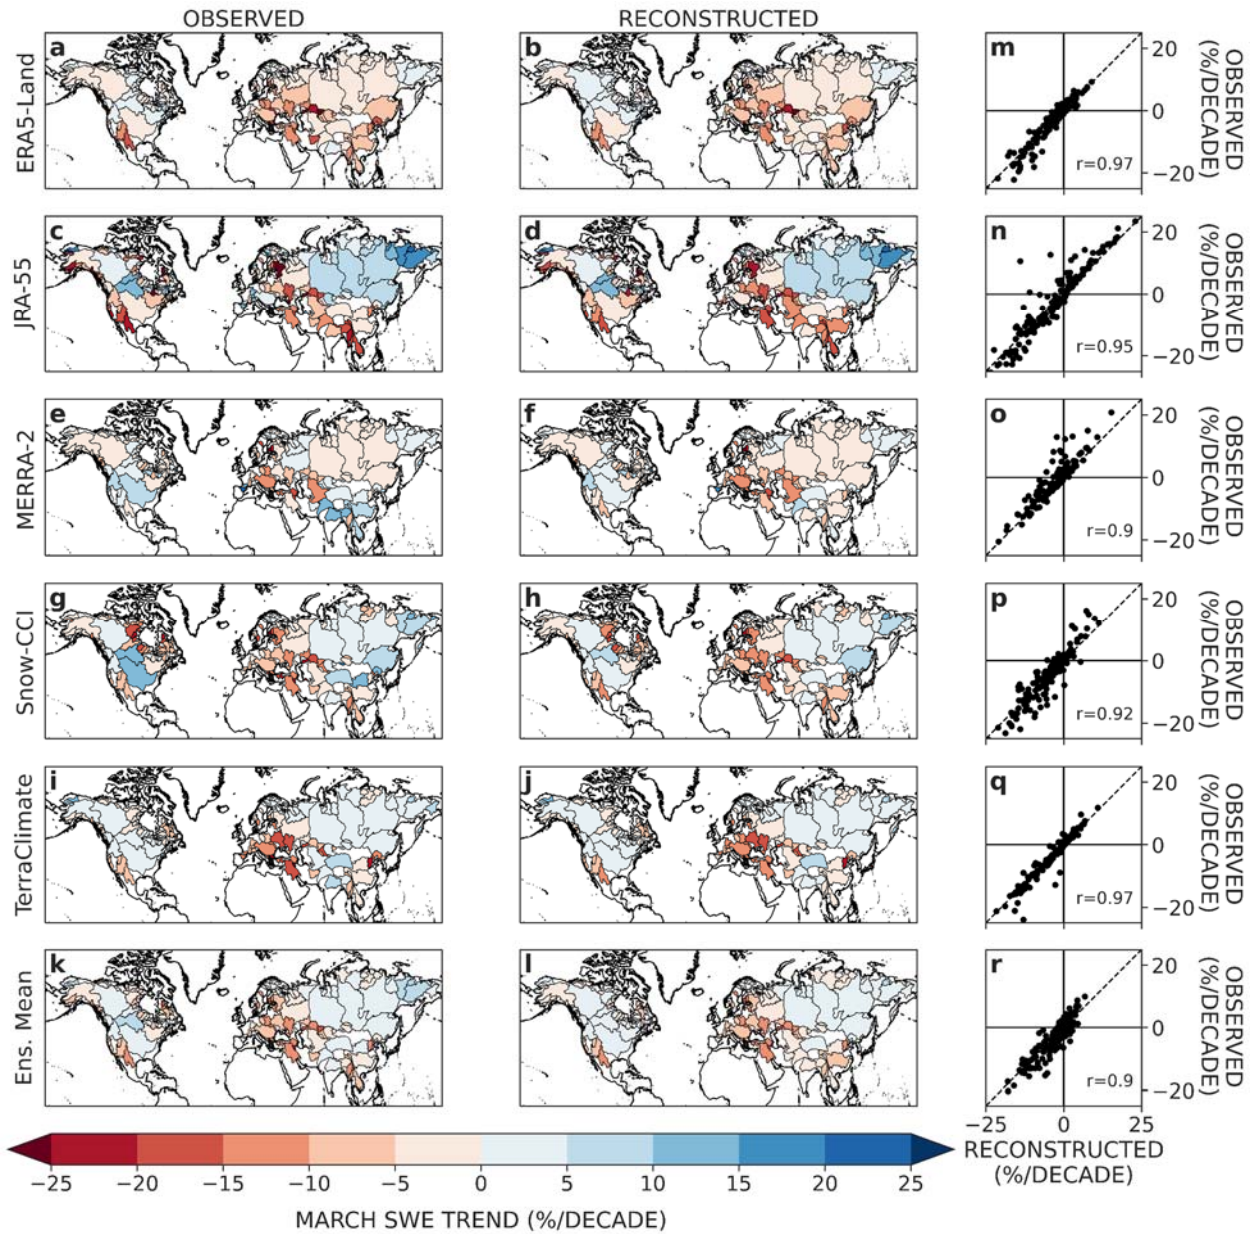 OBSERVED
RECONSTRUCTED
ERA5-Land
a
b
m
20
0
−20
r=0.97
OBSERVED
(%/DECADE)
JRA-55
c
d
n
20
0
−20
r=0.95
OBSERVED
(%/DECADE)
MERRA-2
e
f
o
20
0
−20
r=0.9
OBSERVED
(%/DECADE)
Snow-CCI
g
h
p
20
0
−20
r=0.92
OBSERVED
(%/DECADE)
TerraClimate
i
j
q
20
0
−20
r=0.97
OBSERVED
(%/DECADE)
Ens. Mean
k
l
r
20
0
−20
r=0.9
OBSERVED
(%/DECADE)
−25 0 25
RECONSTRUCTED
(%/DECADE)
−25 −20 −15 −10 −5 0 5 10 15 20 25
MARCH SWE TREND (%/DECADE)